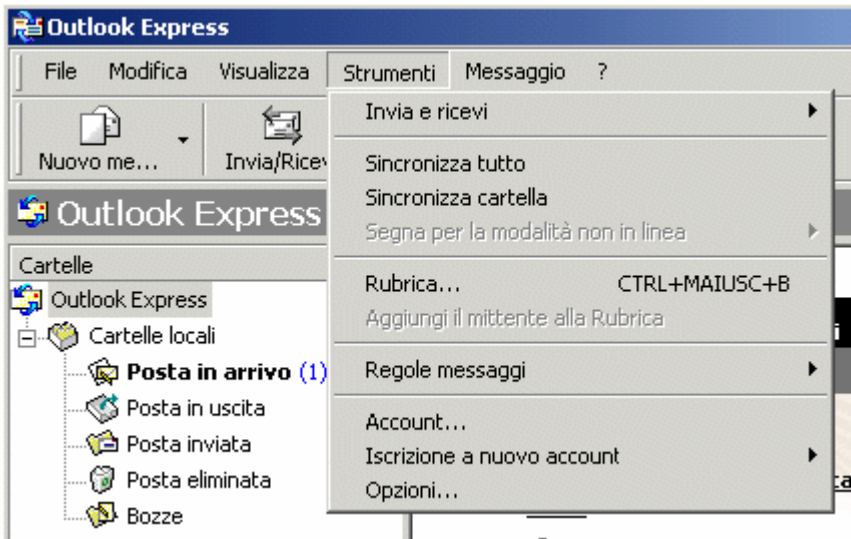 Outlook Express
File Modifica Visualizza Strumenti Messaggio ?
Nuovo me... Invia/Ricev
Outlook Express
Cartelle
Outlook Express
Cartelle locali
Posta in arrivo (1)
Posta in uscita
Posta inviata
Posta eliminata
Bozze
Invia e ricevi
Sincronizza tutto
Sincronizza cartella
Segna per la modalità non in linea
Rubrica... CTRL+MAIUSC+B
Aggiungi il mittente alla Rubrica
Regole messaggi
Account...
Iscrizione a nuovo account
Opzioni...